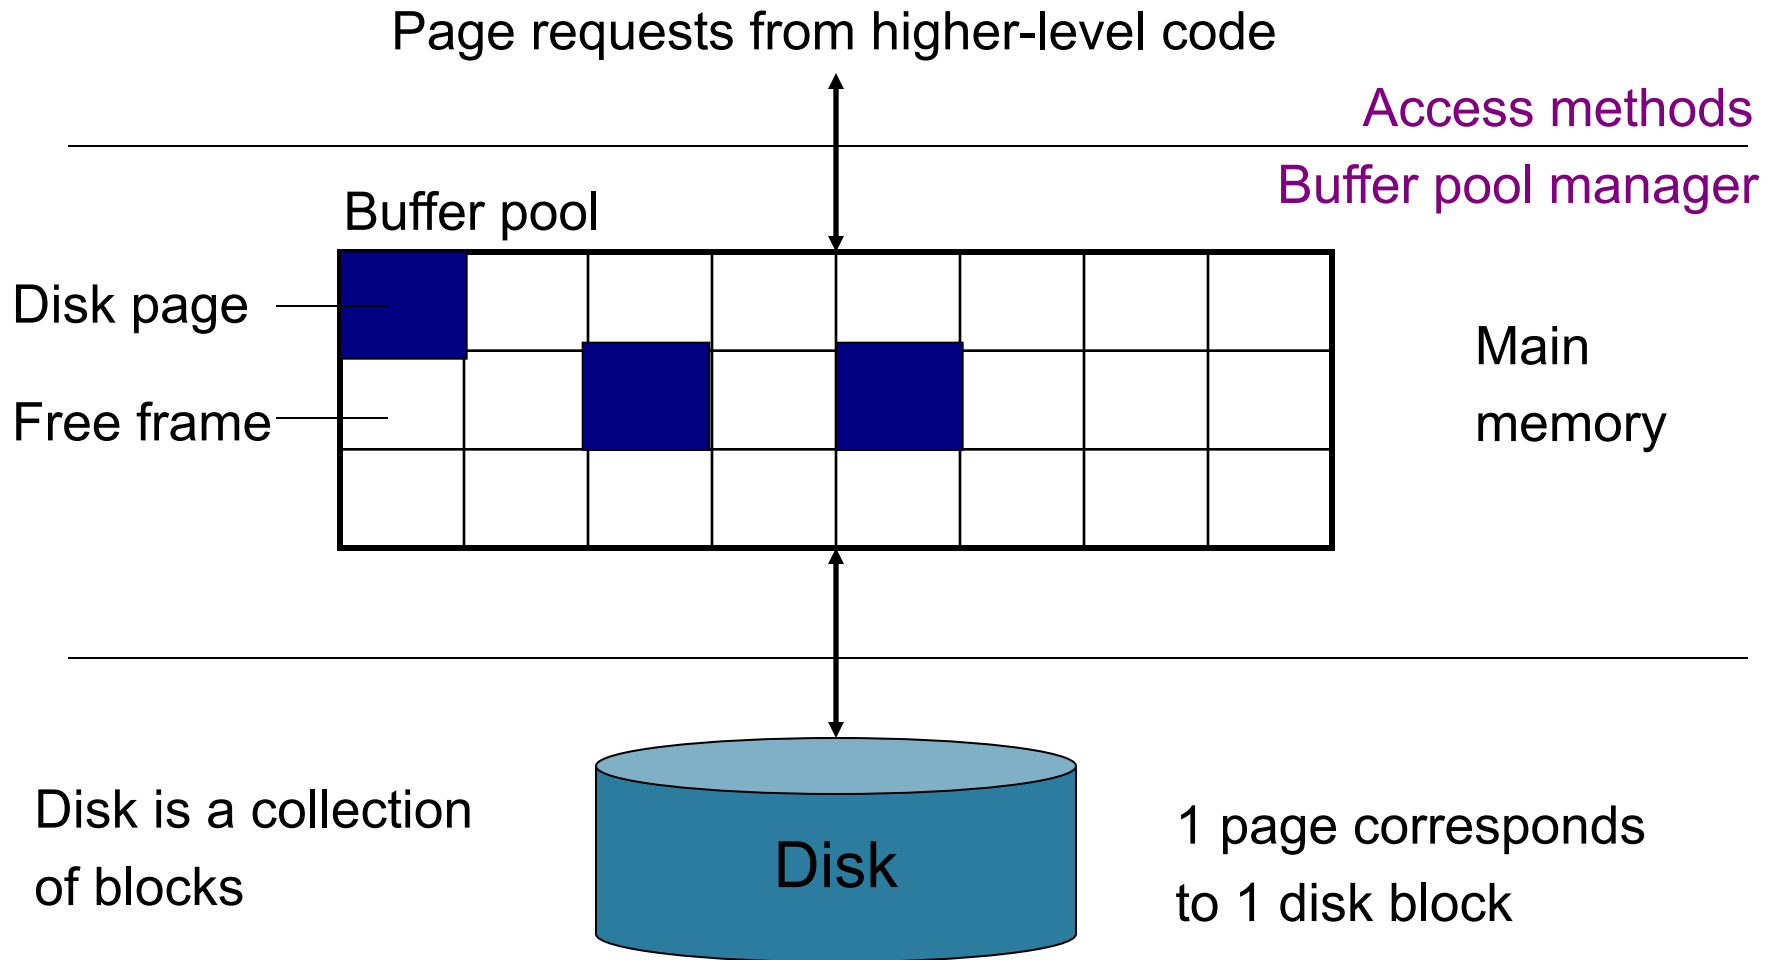 Page requests from higher-level code
Access methods
Buffer pool manager
Buffer pool
Disk page
Free frame
Main
memory
Disk is a collection
of blocks
Disk
1 page corresponds
to 1 disk block